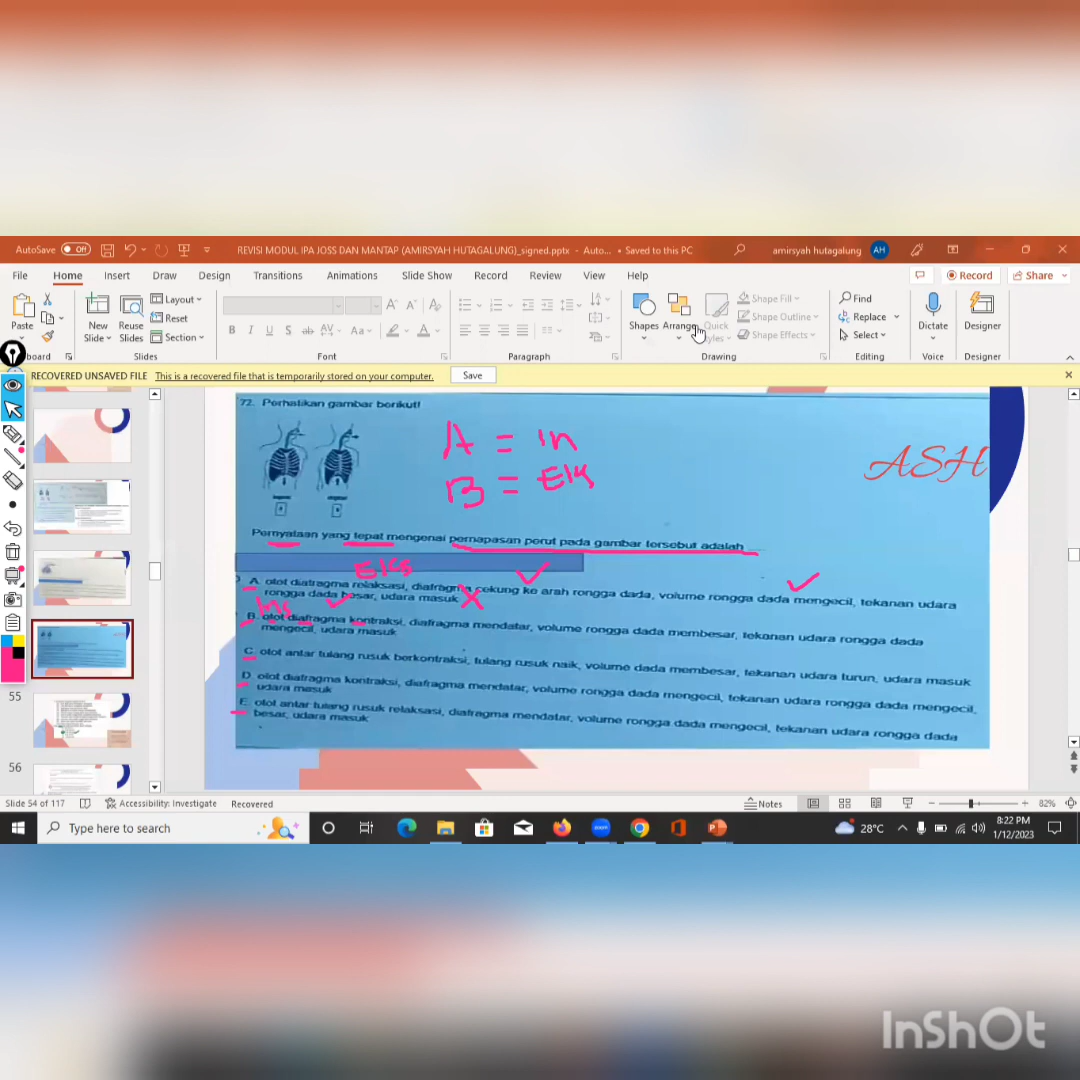 AutoSave Off REVISI MODUL IPA JOSS DAN MANTAP (AMIRSYAH HUTAGALUNG)_signed.pptx - Auto... • Saved to this PC amirsyah hutagalung AH
File Home Insert Draw Design Transitions Animations Slide Show Record Review View Help Record Share
Paste New Slide Reuse Slides Layout Reset Section
B I U S ab AV Aa A
Shapes Arrange Quick Styles Shape Fill Shape Outline Shape Effects
Find Replace Select Dictate Designer
board Slides Font Paragraph Drawing Editing Voice Designer
RECOVERED UNSAVED FILE This is a recovered file that is temporarily stored on your computer. Save
72. Perhatikan gambar berikut!
A = in
B = Eks
ASH
Pernyataan yang tepat mengenai pernapasan perut pada gambar tersebut adalah ....
Eks
A. otot diafragma relaksasi, diafragma cekung ke arah rongga dada, volume rongga dada mengecil, tekanan udara
rongga dada besar, udara masuk X
Ins
B. otot diafragma kontraksi, diafragma mendatar, volume rongga dada membesar, tekanan udara rongga dada
mengecil, udara masuk
C. otot antar tulang rusuk berkontraksi, tulang rusuk naik, volume dada membesar, tekanan udara turun, udara masuk
D. otot diafragma kontraksi, diafragma mendatar, volume rongga dada mengecil, tekanan udara rongga dada mengecil,
udara masuk
E. otot antar tulang rusuk relaksasi, diafragma mendatar, volume rongga dada mengecil, tekanan udara rongga dada
besar, udara masuk
55
56
Slide 54 of 117 Accessibility: Investigate Recovered Notes 82%
Type here to search 28°C 8:22 PM
1/12/2023
InShOt